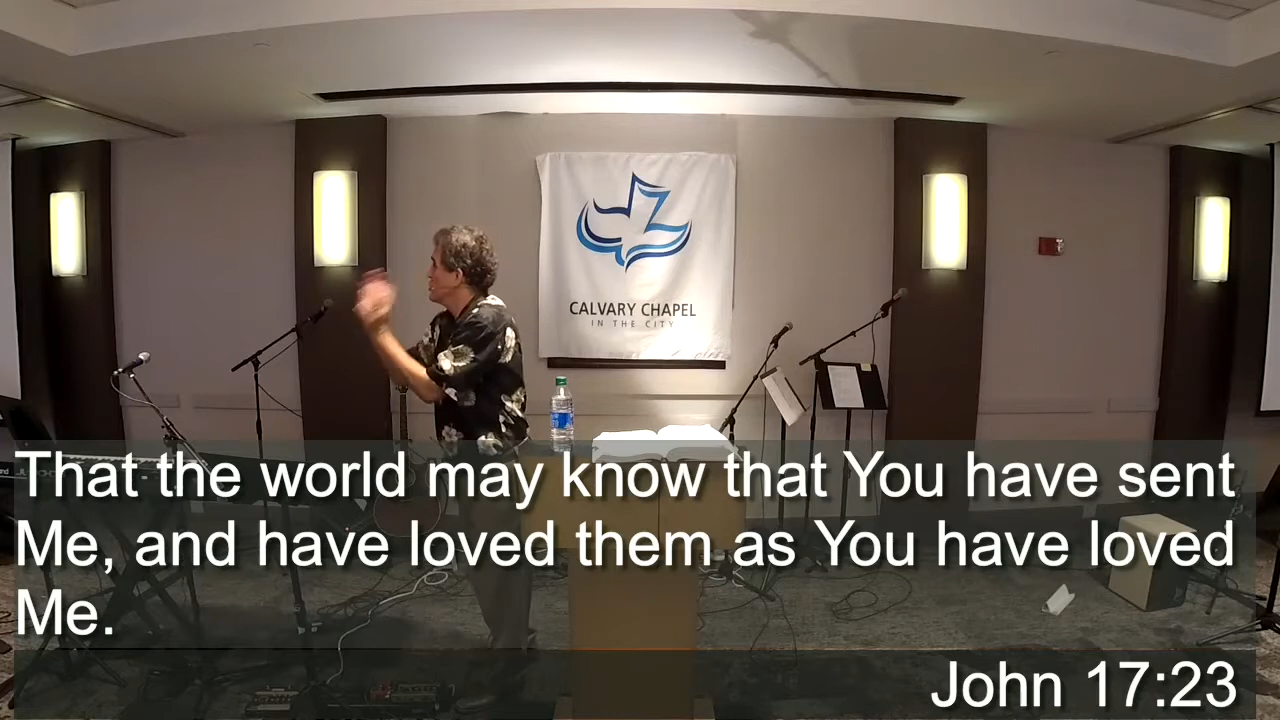 CALVARY CHAPEL
IN THE CITY
That the world may know that You have sent
Me, and have loved them as You have loved
Me.
John 17:23